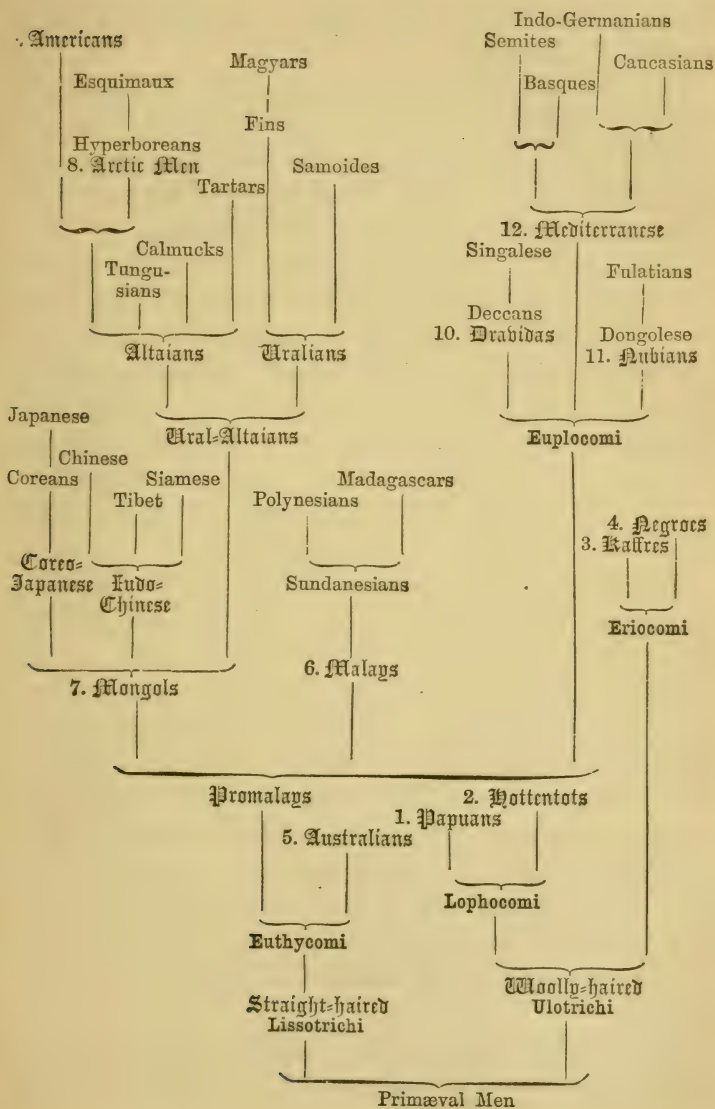 Americans
Indo-Germanians
Semites
Magyars
Caucasians
Esquimaux
Basques
Fins
Hyperboreans
8. Arctic Men
Samoides
Tartars
12. Mediterranese
Calmucks
Singalese
Tungu-
sians
Fulatians
Deccans
Dongolese
10. Dravidas
11. Nubians
Altaians
Uralians
Japanese
Ural=Altaians
Euplocomi
Chinese
Coreans
Siamese
Madagascars
Tibet
Polynesians
4. Negroes
3. Kaffres
Coreo=
Japanese
Indo=
Chinese
Sundanesians
Eriocomi
7. Mongols
6. Malays
Promalays
2. Hottentots
1. Papuans
5. Australians
Lophocomi
Euthycomi
Straight=haired
Lissotrichi
Woolly=haired
Ulotrichi
Primæval Men